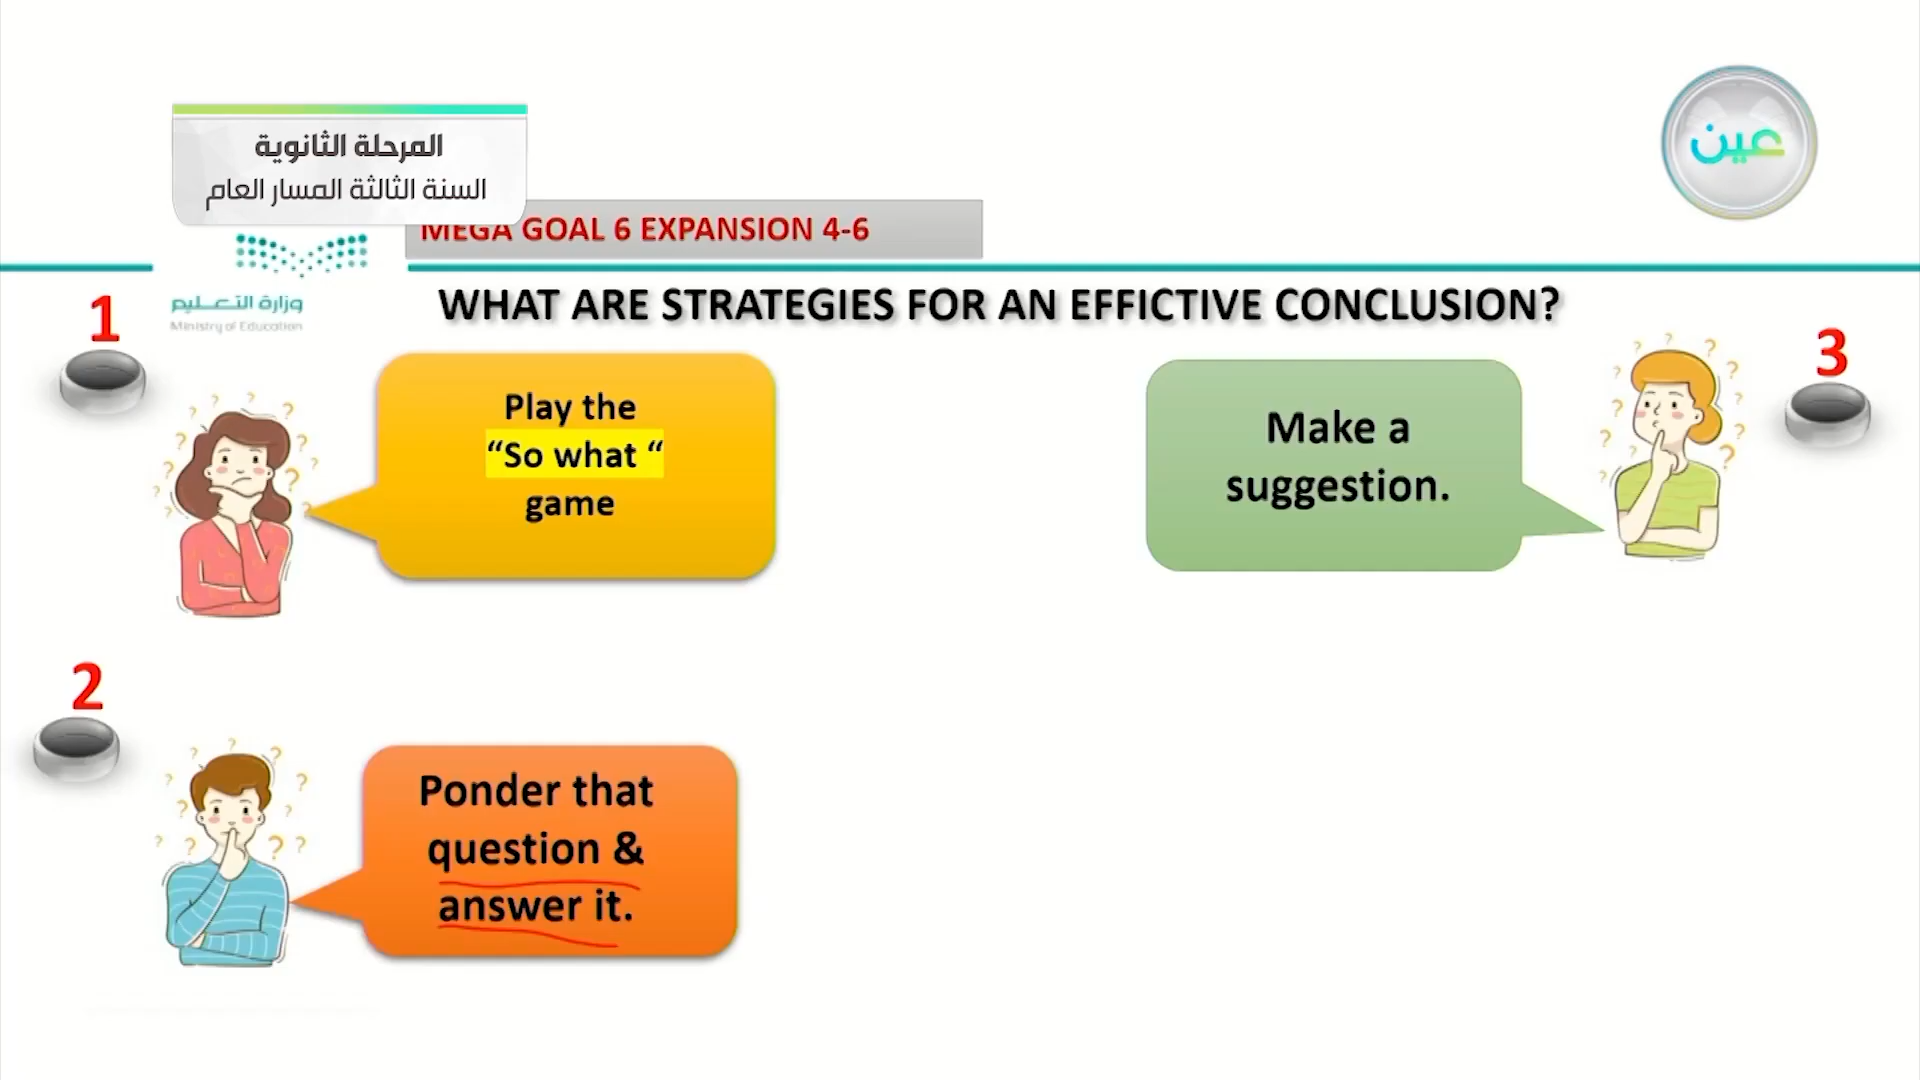 المرحلة الثانوية
السنة الثالثة المسار العام
عين
MEGA GOAL 6 EXPANSION 4-6
وزارة التعليم
Ministry of Education
WHAT ARE STRATEGIES FOR AN EFFICTIVE CONCLUSION?
1
Play the
“So what “
game
2
Ponder that
question &
answer it.
3
Make a
suggestion.